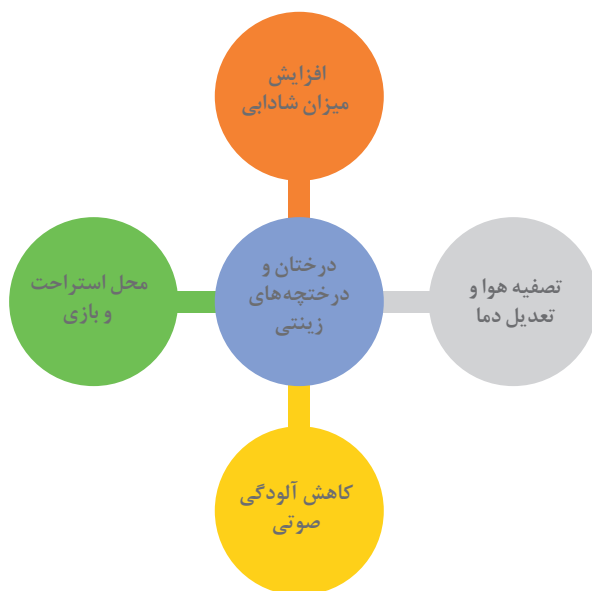 افزایش
میزان شادابی
تصفیه هوا و
تعدیل دما
درختان و
درختچه‌های
زینتی
محل استراحت
و بازی
کاهش آلودگی
صوتی